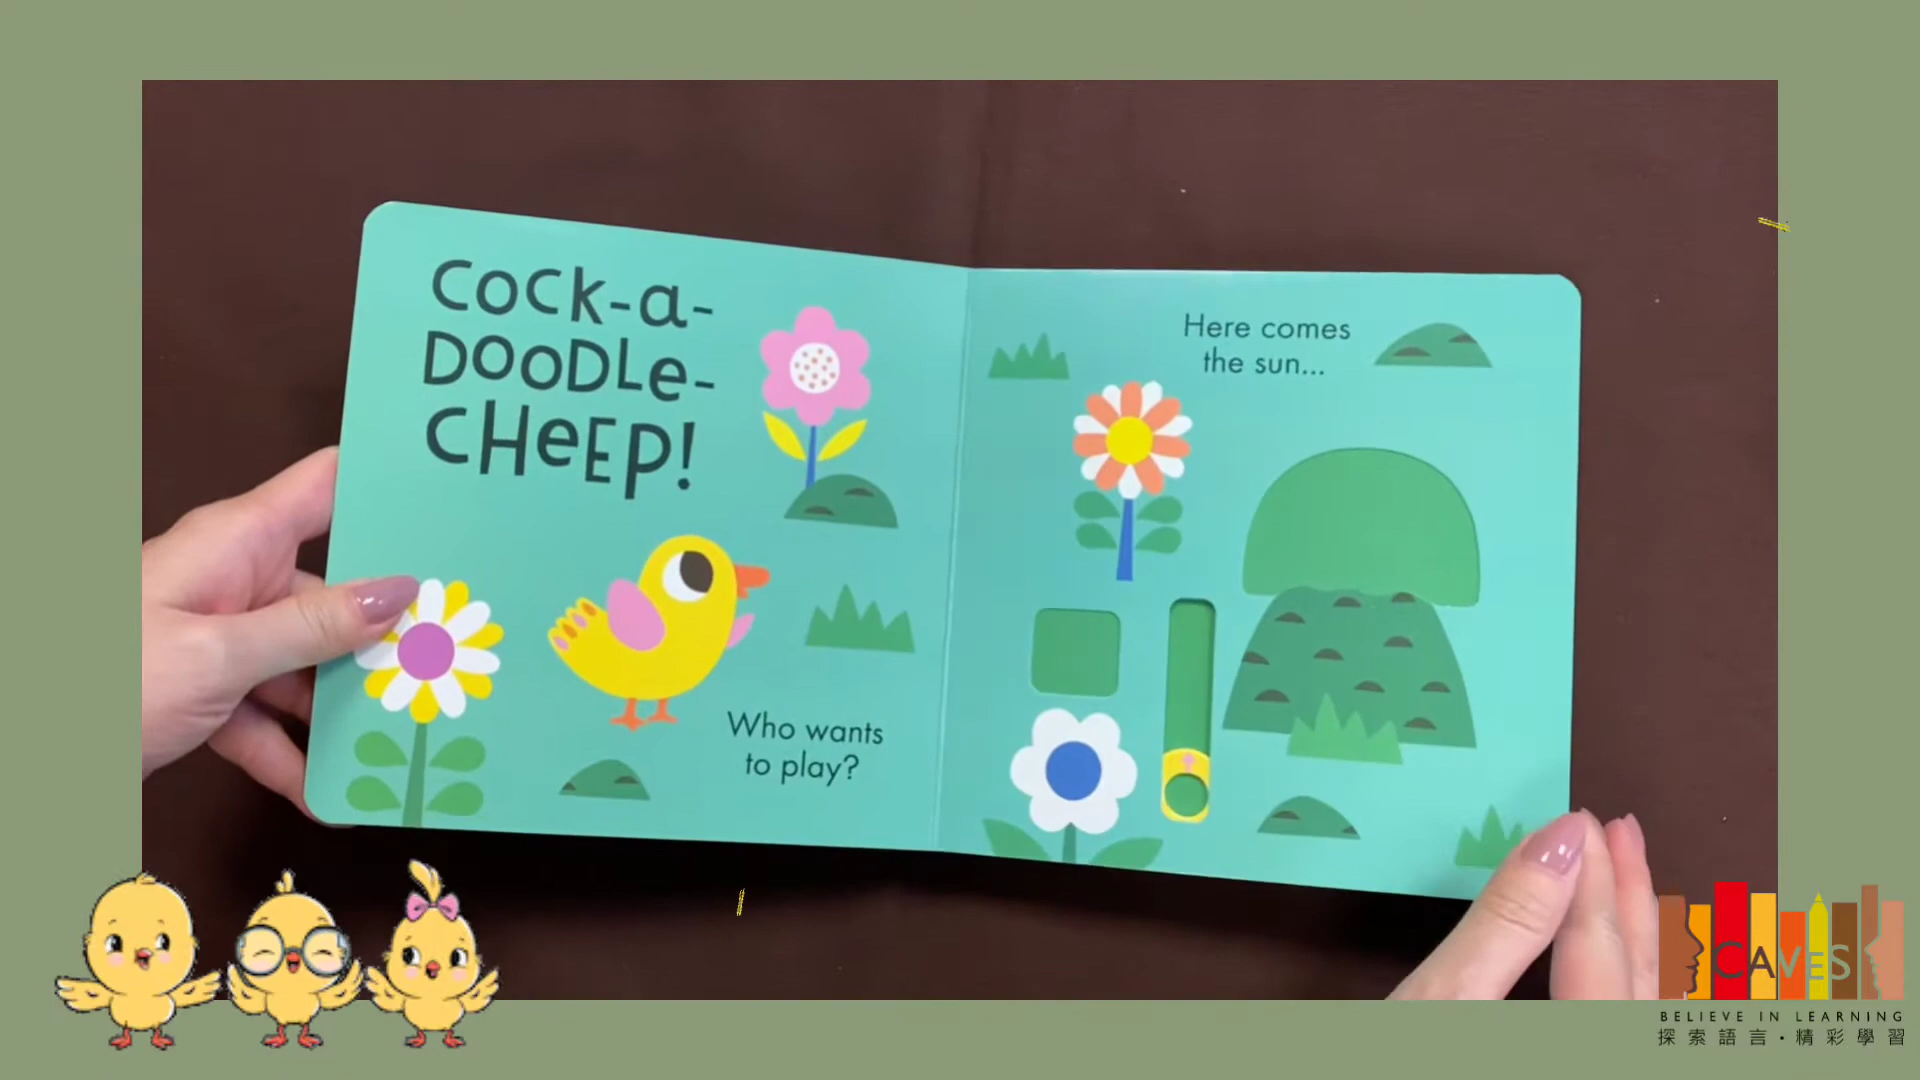 COCK-a-
DOODLe-
CHeEP!
Who wants
to play?
Here comes
the sun...
CAVES
BELIEVE IN LEARNING
探索語言·精彩學習